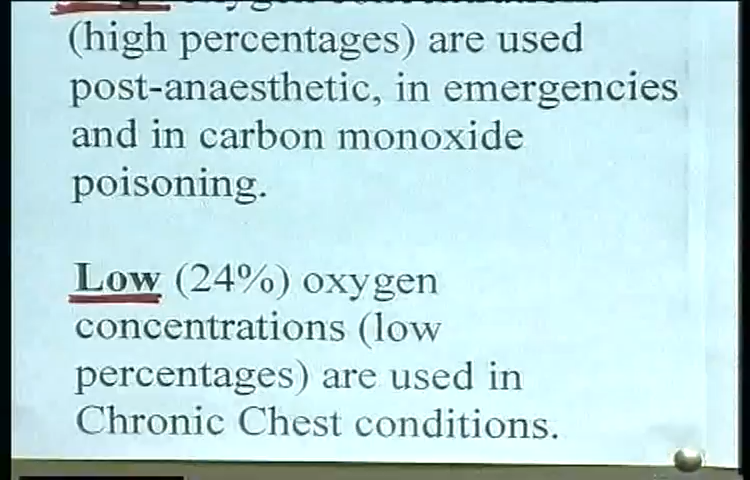 (high percentages) are used
post-anaesthetic, in emergencies
and in carbon monoxide
poisoning.
Low (24%) oxygen
concentrations (low
percentages) are used in
Chronic Chest conditions.